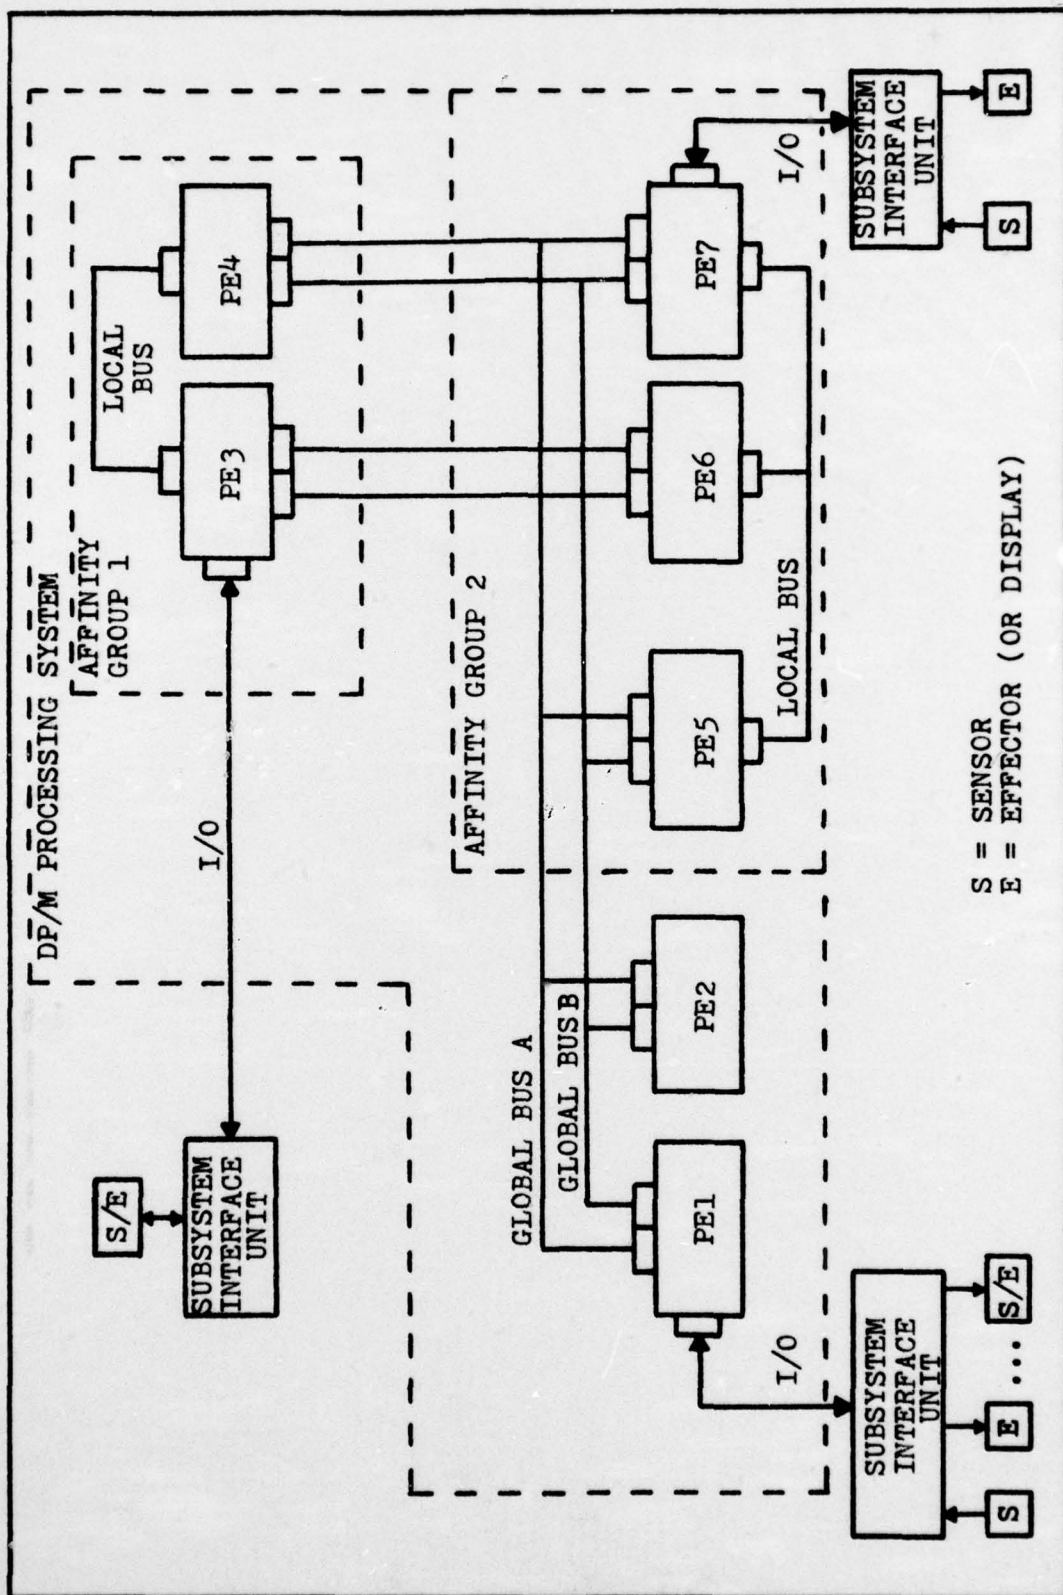 DP/M PROCESSING SYSTEM
AFFINITY
GROUP 1
LOCAL
BUS
PE3
PE4
S/E
SUBSYSTEM
INTERFACE
UNIT
I/O
AFFINITY GROUP 2
GLOBAL BUS A
GLOBAL BUS B
PE1
PE2
PE5
PE6
PE7
LOCAL BUS
I/O
I/O
SUBSYSTEM
INTERFACE
UNIT
S
E
...
S/E
SUBSYSTEM
INTERFACE
UNIT
S
E
S = SENSOR
E = EFFECTOR (OR DISPLAY)